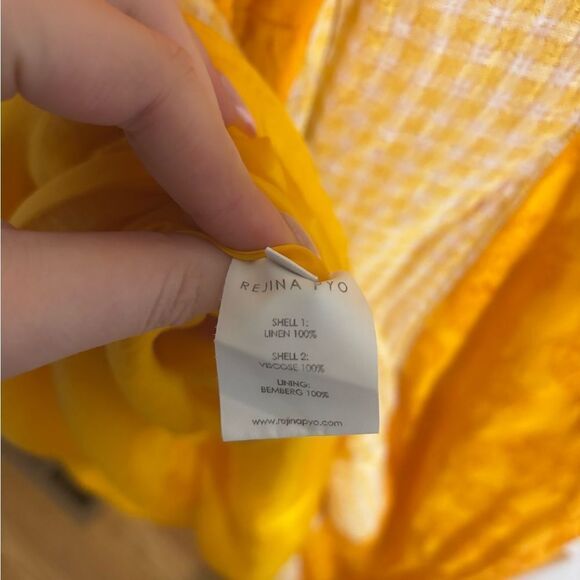 REJINA PYO
SHELL 1:
LINEN 100%
SHELL 2:
VISCOSE 100%
LINING:
BEMBERG 100%
www.rejinapyo.com